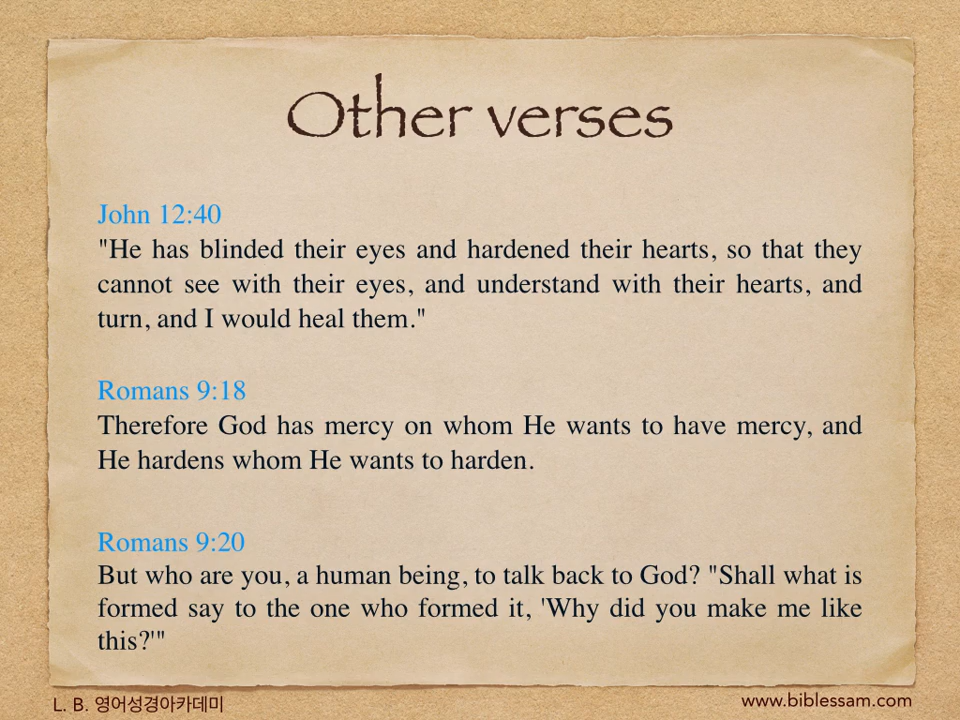 Other verses
John 12:40
"He has blinded their eyes and hardened their hearts, so that they
cannot see with their eyes, and understand with their hearts, and
turn, and I would heal them."
Romans 9:18
Therefore God has mercy on whom He wants to have mercy, and
He hardens whom He wants to harden.
Romans 9:20
But who are you, a human being, to talk back to God? "Shall what is
formed say to the one who formed it, 'Why did you make me like
this?'"
L. B. 영어성경아카데미
www.biblessam.com